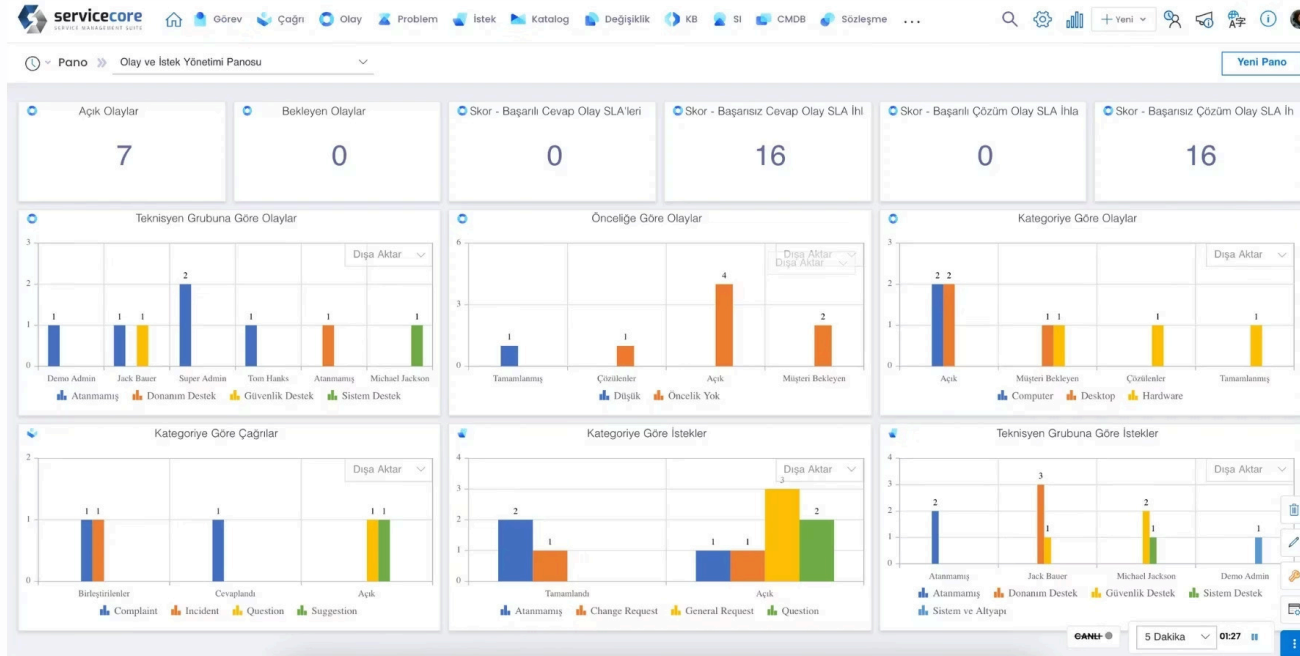 servicecore
SERVICE MANAGEMENT SUITE
Görev Çağrı Olay Problem İstek Katalog Değişiklik KB SI CMDB Sözleşme ...
+ Yeni
Pano » Olay ve İstek Yönetimi Panosu
Yeni Pano
Açık Olaylar
7
Bekleyen Olaylar
0
Skor - Başarılı Cevap Olay SLA'leri
0
Skor - Başarısız Cevap Olay SLA İhl
16
Skor - Başarılı Çözüm Olay SLA İhla
0
Skor - Başarısız Çözüm Olay SLA İh
16
Teknisyen Grubuna Göre Olaylar
Dışa Aktar
3
2
1
0
1 1 1 2 1 1 1
Demo Admin Jack Bauer Super Admin Tom Hanks Atanmamış Michael Jackson
Atanmamış Donanım Destek Güvenlik Destek Sistem Destek
Önceliğe Göre Olaylar
Dışa Aktar
Dışa Aktar
6
3
0
1 1 4 2
Tamamlanmış Çözülenler Açık Müşteri Bekleyen
Düşük Öncelik Yok
Kategoriye Göre Olaylar
Dışa Aktar
3
2
1
0
2 2 1 1 1 1
Açık Müşteri Bekleyen Çözülenler Tamamlanmış
Computer Desktop Hardware
Kategoriye Göre Çağrılar
Dışa Aktar
2
1
0
1 1 1 1 1
Birleştirilenler Cevaplandı Açık
Complaint Incident Question Suggestion
Kategoriye Göre İstekler
Dışa Aktar
4
3
2
1
0
2 1 1 1 3 2
Tamamlandı Açık
Atanmamış Change Request General Request Question
Teknisyen Grubuna Göre İstekler
Dışa Aktar
4
3
2
1
0
2 3 1 2 1 1
Atanmamış Jack Bauer Michael Jackson Demo Admin
Atanmamış Donanım Destek Güvenlik Destek Sistem Destek
Sistem ve Altyapı
CANLI
5 Dakika 01:27